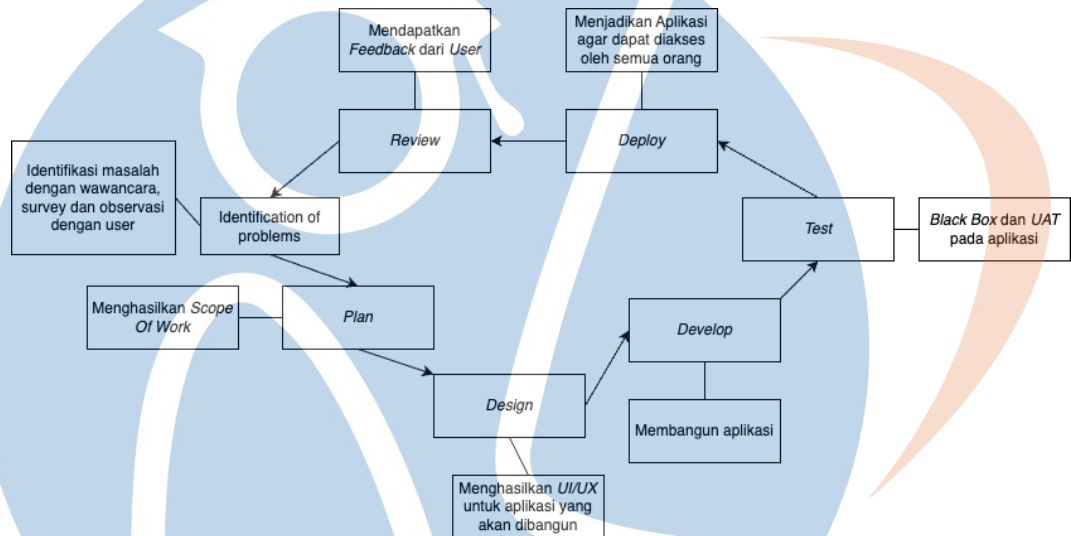 Mendapatkan
Feedback dari User
Menjadikan Aplikasi
agar dapat diakses
oleh semua orang
Review
Deploy
Identifikasi masalah
dengan wawancara,
survey dan observasi
dengan user
Identification of
problems
Test
Black Box dan UAT
pada aplikasi
Menghasilkan Scope
Of Work
Plan
Develop
Design
Membangun aplikasi
Menghasilkan UI/UX
untuk aplikasi yang
akan dibangun